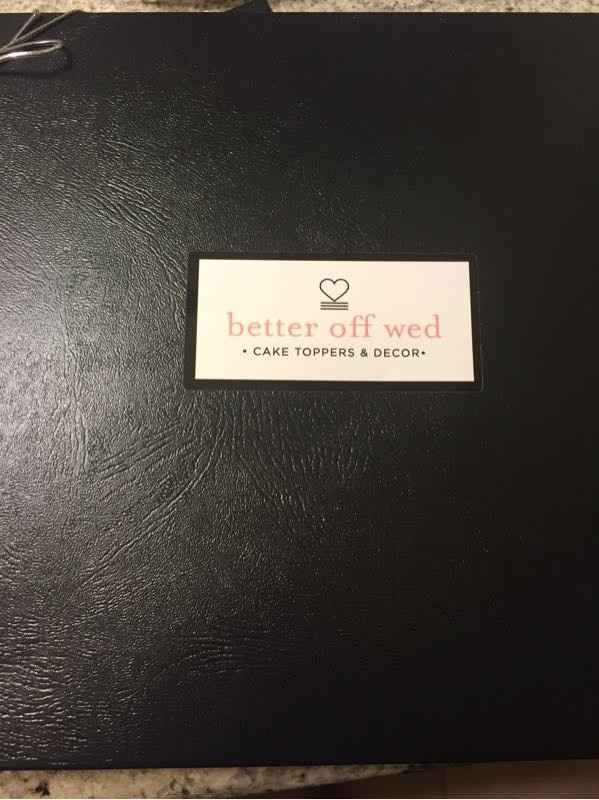 better off wed
• CAKE TOPPERS & DECOR•